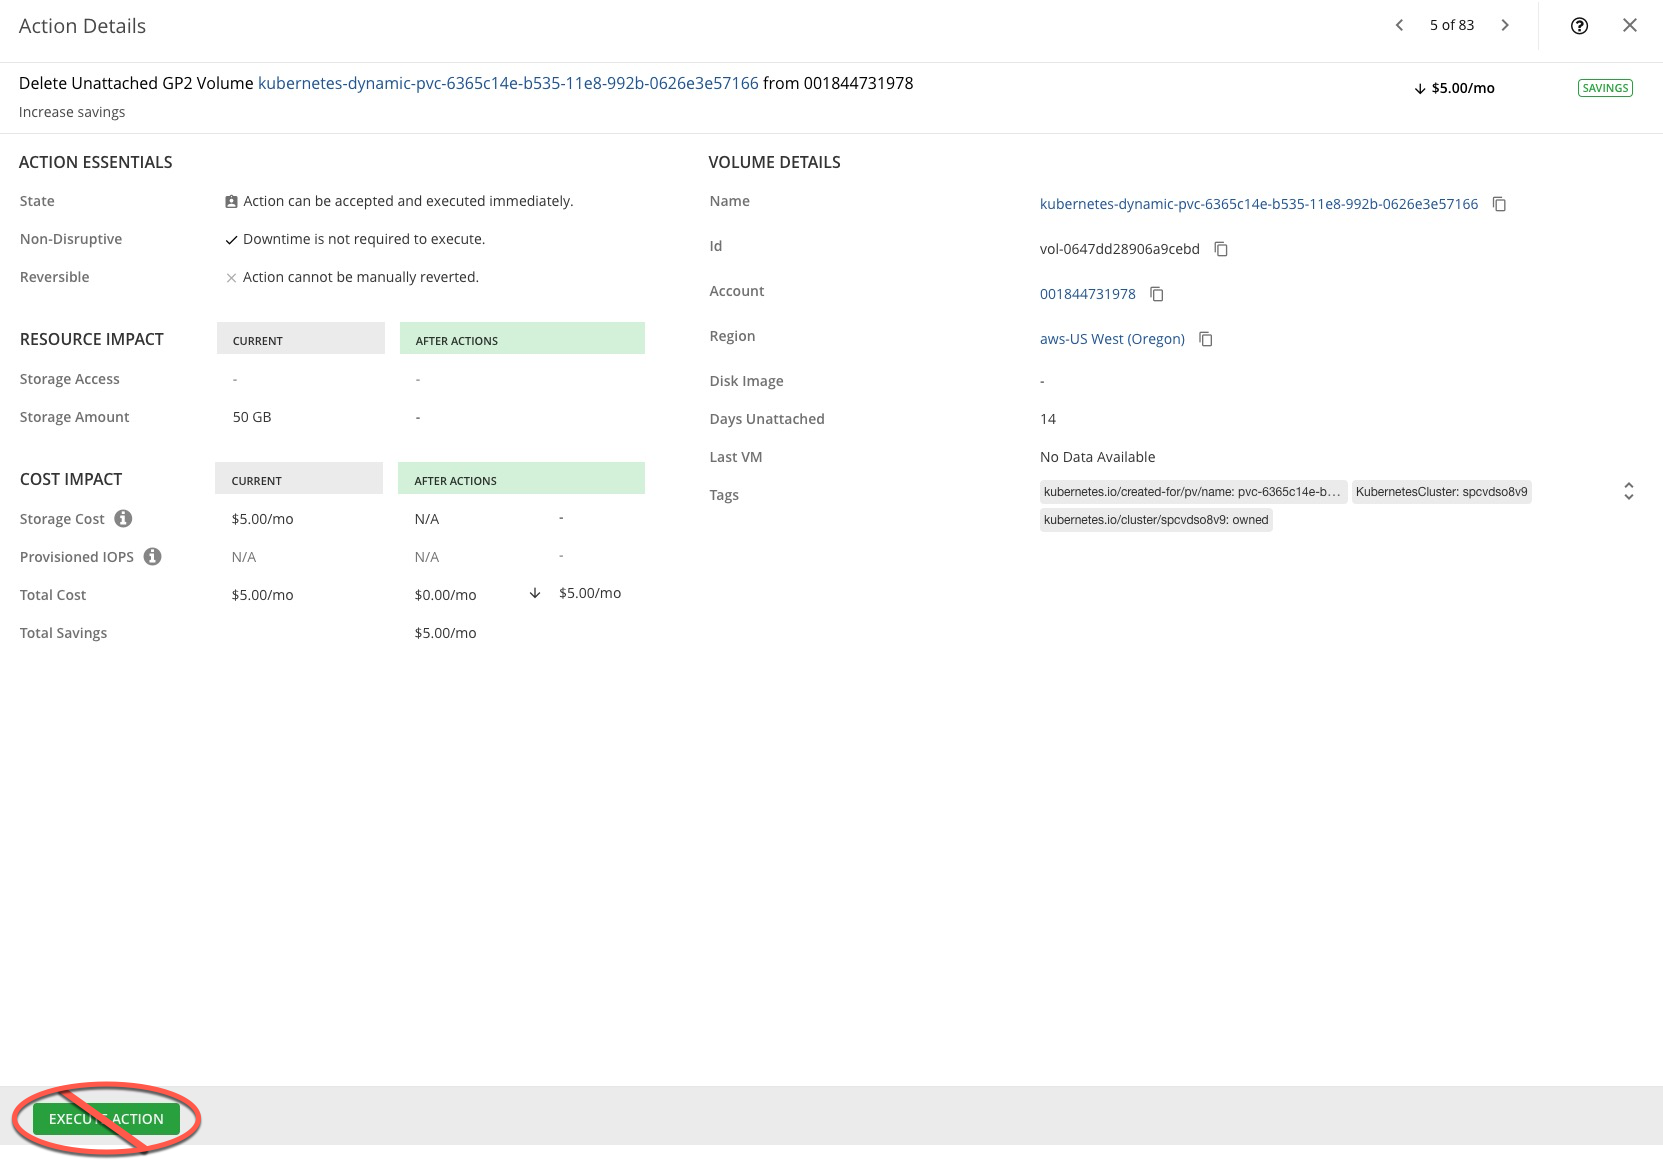 Action Details
5 of 83
Delete Unattached GP2 Volume kubernetes-dynamic-pvc-6365c14e-b535-11e8-992b-0626e3e57166 from 001844731978
$5.00/mo
SAVINGS
Increase savings
ACTION ESSENTIALS
State Action can be accepted and executed immediately.
Non-Disruptive Downtime is not required to execute.
Reversible Action cannot be manually reverted.
RESOURCE IMPACT CURRENT AFTER ACTIONS
Storage Access - -
Storage Amount 50 GB -
COST IMPACT CURRENT AFTER ACTIONS
Storage Cost $5.00/mo N/A -
Provisioned IOPS N/A N/A -
Total Cost $5.00/mo $0.00/mo $5.00/mo
Total Savings $5.00/mo
VOLUME DETAILS
Name kubernetes-dynamic-pvc-6365c14e-b535-11e8-992b-0626e3e57166
Id vol-0647dd28906a9cebd
Account 001844731978
Region aws-US West (Oregon)
Disk Image -
Days Unattached 14
Last VM No Data Available
Tags kubernetes.io/created-for/pv/name: pvc-6365c14e-b... KubernetesCluster: spcvdso8v9
kubernetes.io/cluster/spcvdso8v9: owned
EXECUTE ACTION